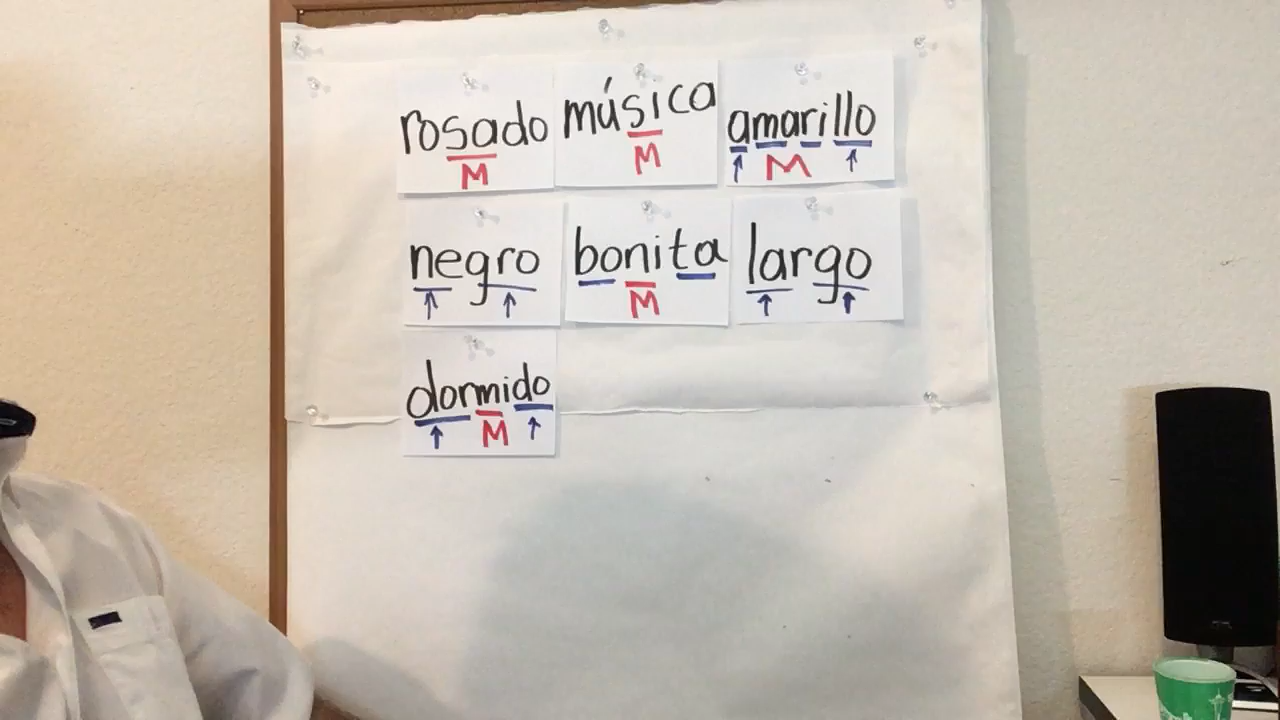 rosado música amarillo
M M M
negro bonita largo
M
dormido
M